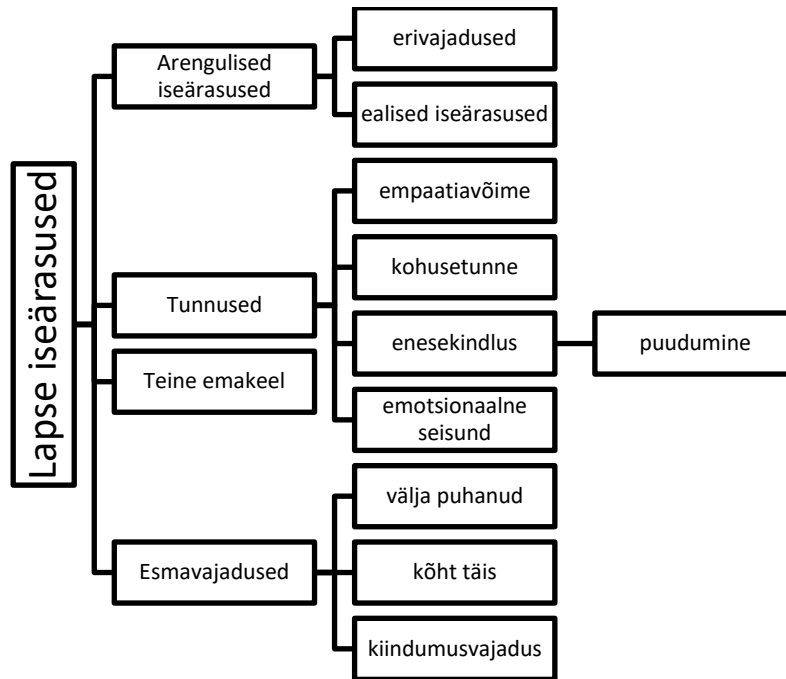 Lapse iseärasused
Arengulised
iseärasused
erivajadused
ealised iseärasused
Tunnused
empaatiavõime
kohusetunne
enesekindlus
puudumine
emotsionaalne
seisund
Teine emakeel
Esmavajadused
välja puhanud
kõht täis
kiindumusvajadus